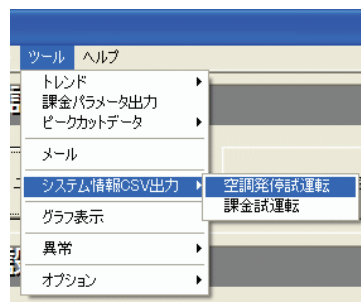 ツール ヘルプ
トレンド
課金パラメータ出力
ピークカットデータ
メール
システム情報CSV出力
空調発停試運転
課金試運転
グラフ表示
異常
オプション